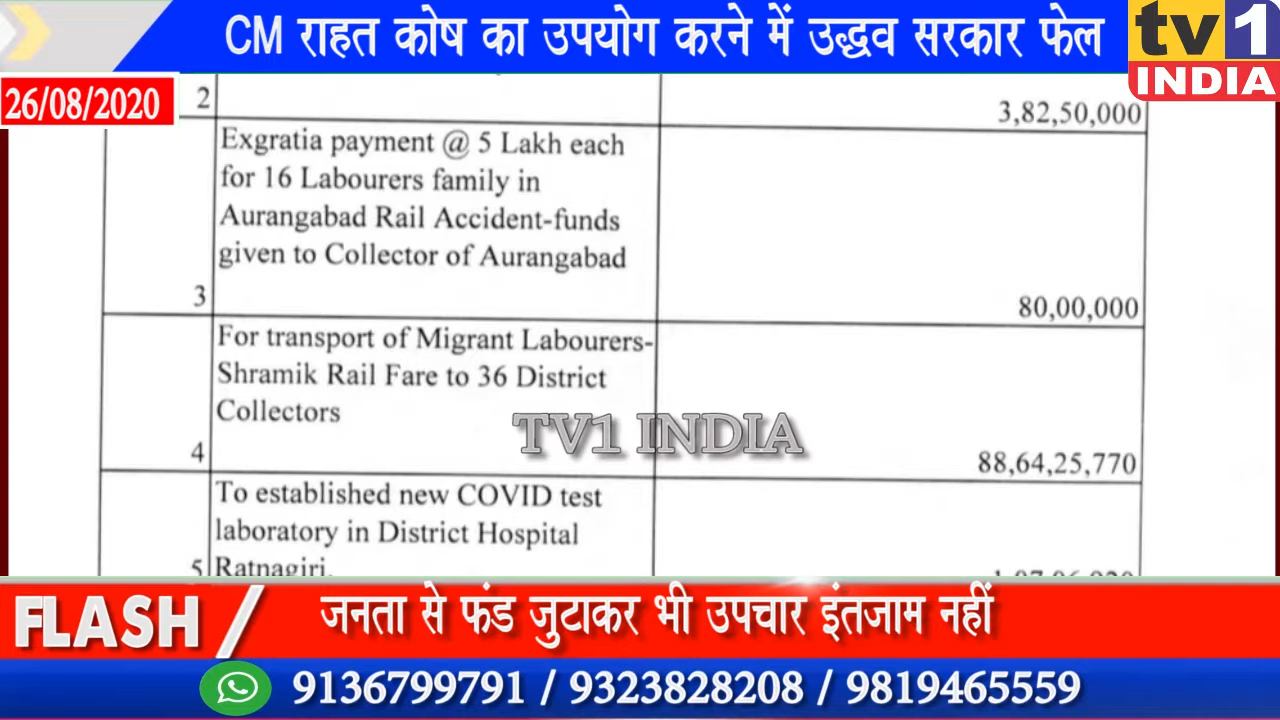 CM राहत कोष का उपयोग करने में उद्धव सरकार फेल
tv1
INDIA
26/08/2020
2
3,82,50,000
Exgratia payment @ 5 Lakh each
for 16 Labourers family in
Aurangabad Rail Accident-funds
given to Collector of Aurangabad
3
80,00,000
For transport of Migrant Labourers-
Shramik Rail Fare to 36 District
Collectors
TV1 INDIA
4
88,64,25,770
To established new COVID test
laboratory in District Hospital
5
Ratnagiri.
FLASH /
जनता से फंड जुटाकर भी उपचार इंतजाम नहीं
9136799791 / 9323828208 / 9819465559